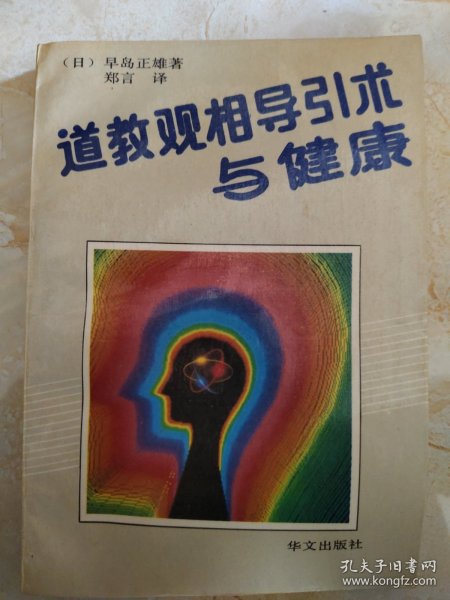 （日）早岛正雄著
郑言 译
道教观相导引术
与健康
华文出版社
孔夫子旧书网
www.kongfz.com